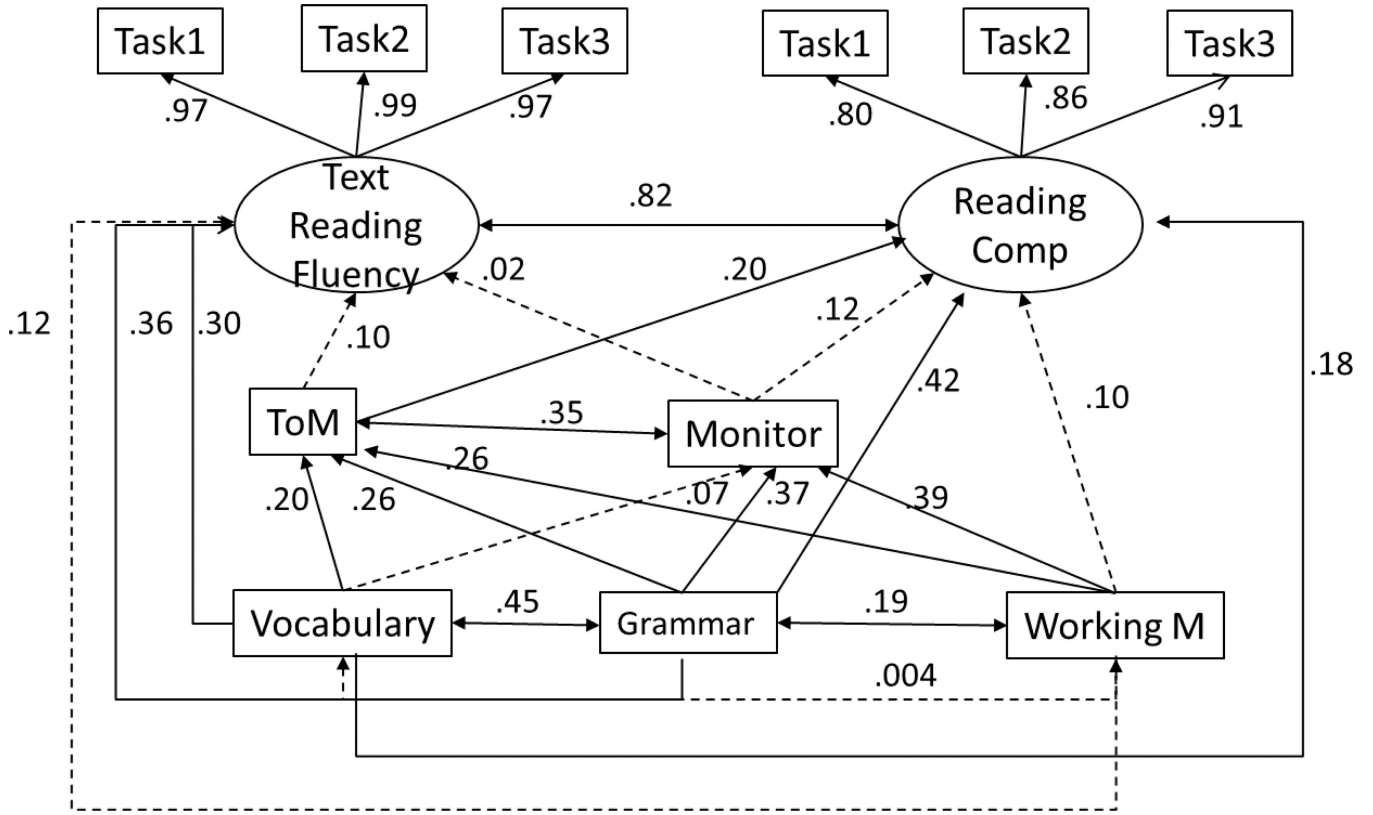 Task1
Task2
Task3
Task1
Task2
Task3
.97
.99
.97
.80
.86
.91
Text
Reading
Fluency
.82
Reading
Comp
.02
.20
.12
.36
.30
.10
.12
.18
.42
.10
ToM
.35
Monitor
.26
.20
.26
.07
.37
.39
Vocabulary
.45
Grammar
.19
Working M
.004